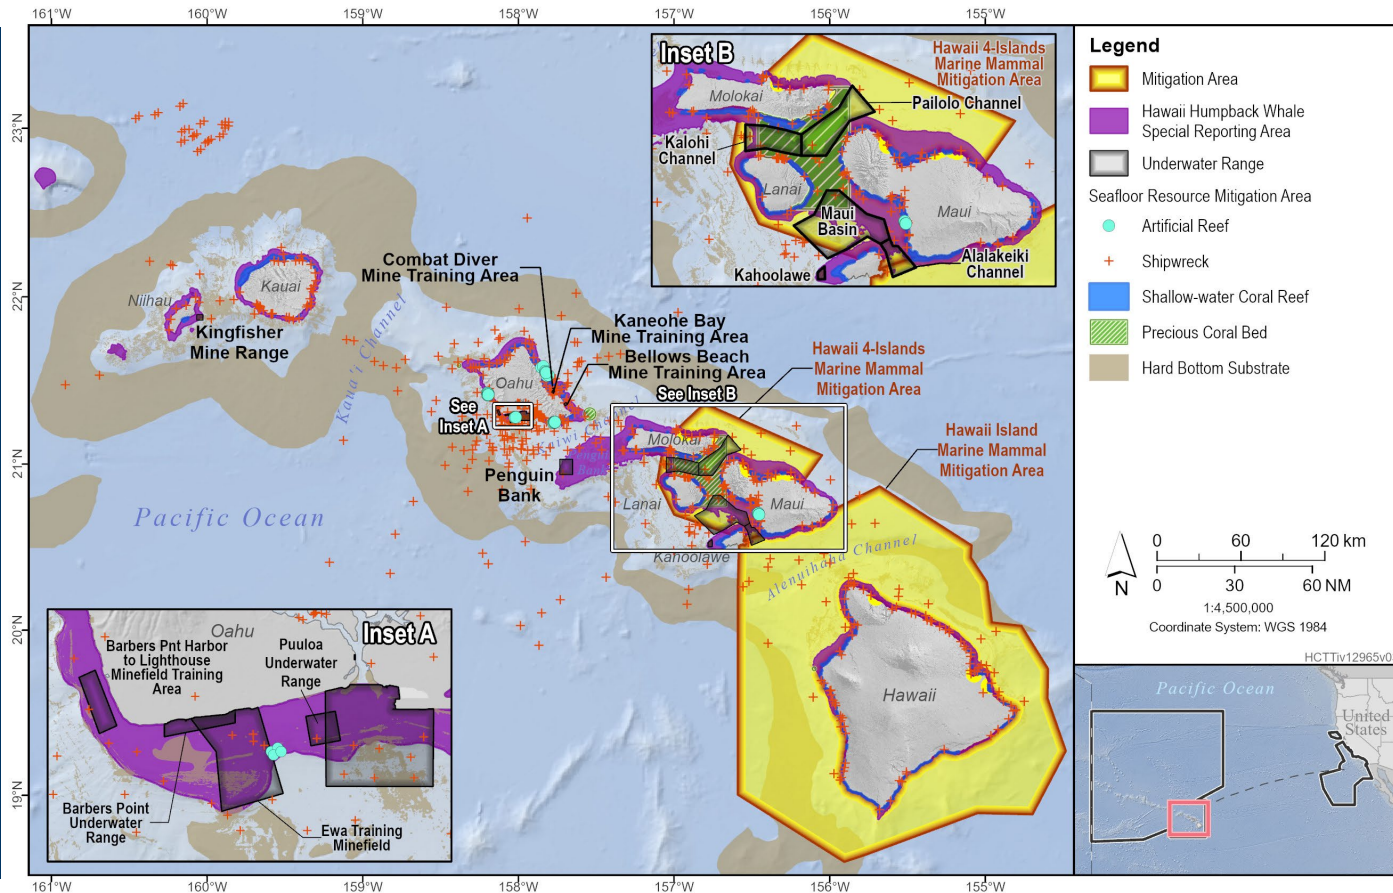 161°W 160°W 159°W 158°W 157°W 156°W 155°W
23°N
22°N
21°N
20°N
19°N
161°W 160°W 159°W 158°W 157°W 156°W 155°W
Niihau
Kauai
Kingfisher
Mine Range
Kaua'i Channel
Combat Diver
Mine Training Area
Kaneohe Bay
Mine Training Area
Bellows Beach
Mine Training Area
Oahu
See
Inset A
Penguin
Bank
Hawaii 4-Islands
Marine Mammal
Mitigation Area
See Inset B
Molokai
Lanai
Maui
Kahoolawe
Hawaii Island
Marine Mammal
Mitigation Area
Alenuihaha Channel
Hawaii
Pacific Ocean
Inset B
Hawaii 4-Islands
Marine Mammal
Mitigation Area
Molokai
Pailolo Channel
Kalohi
Channel
Lanai
Maui
Basin
Maui
Kahoolawe
Alalakeiki
Channel
Inset A
Oahu
Barbers Pnt Harbor
to Lighthouse
Minefield Training
Area
Puuloa
Underwater
Range
Barbers Point
Underwater
Range
Ewa Training
Minefield
Legend
Mitigation Area
Hawaii Humpback Whale
Special Reporting Area
Underwater Range
Seafloor Resource Mitigation Area
Artificial Reef
Shipwreck
Shallow-water Coral Reef
Precious Coral Bed
Hard Bottom Substrate
N
0 60 120 km
0 30 60 NM
1:4,500,000
Coordinate System: WGS 1984
Pacific Ocean
United
States